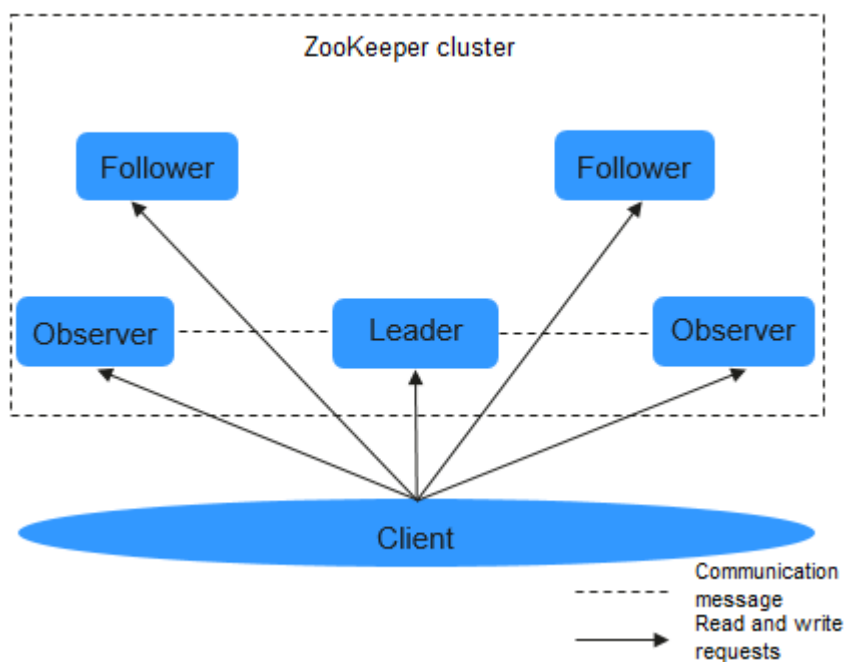 ZooKeeper cluster
Follower
Follower
Observer
Leader
Observer
Client
Communication
message
Read and write
requests